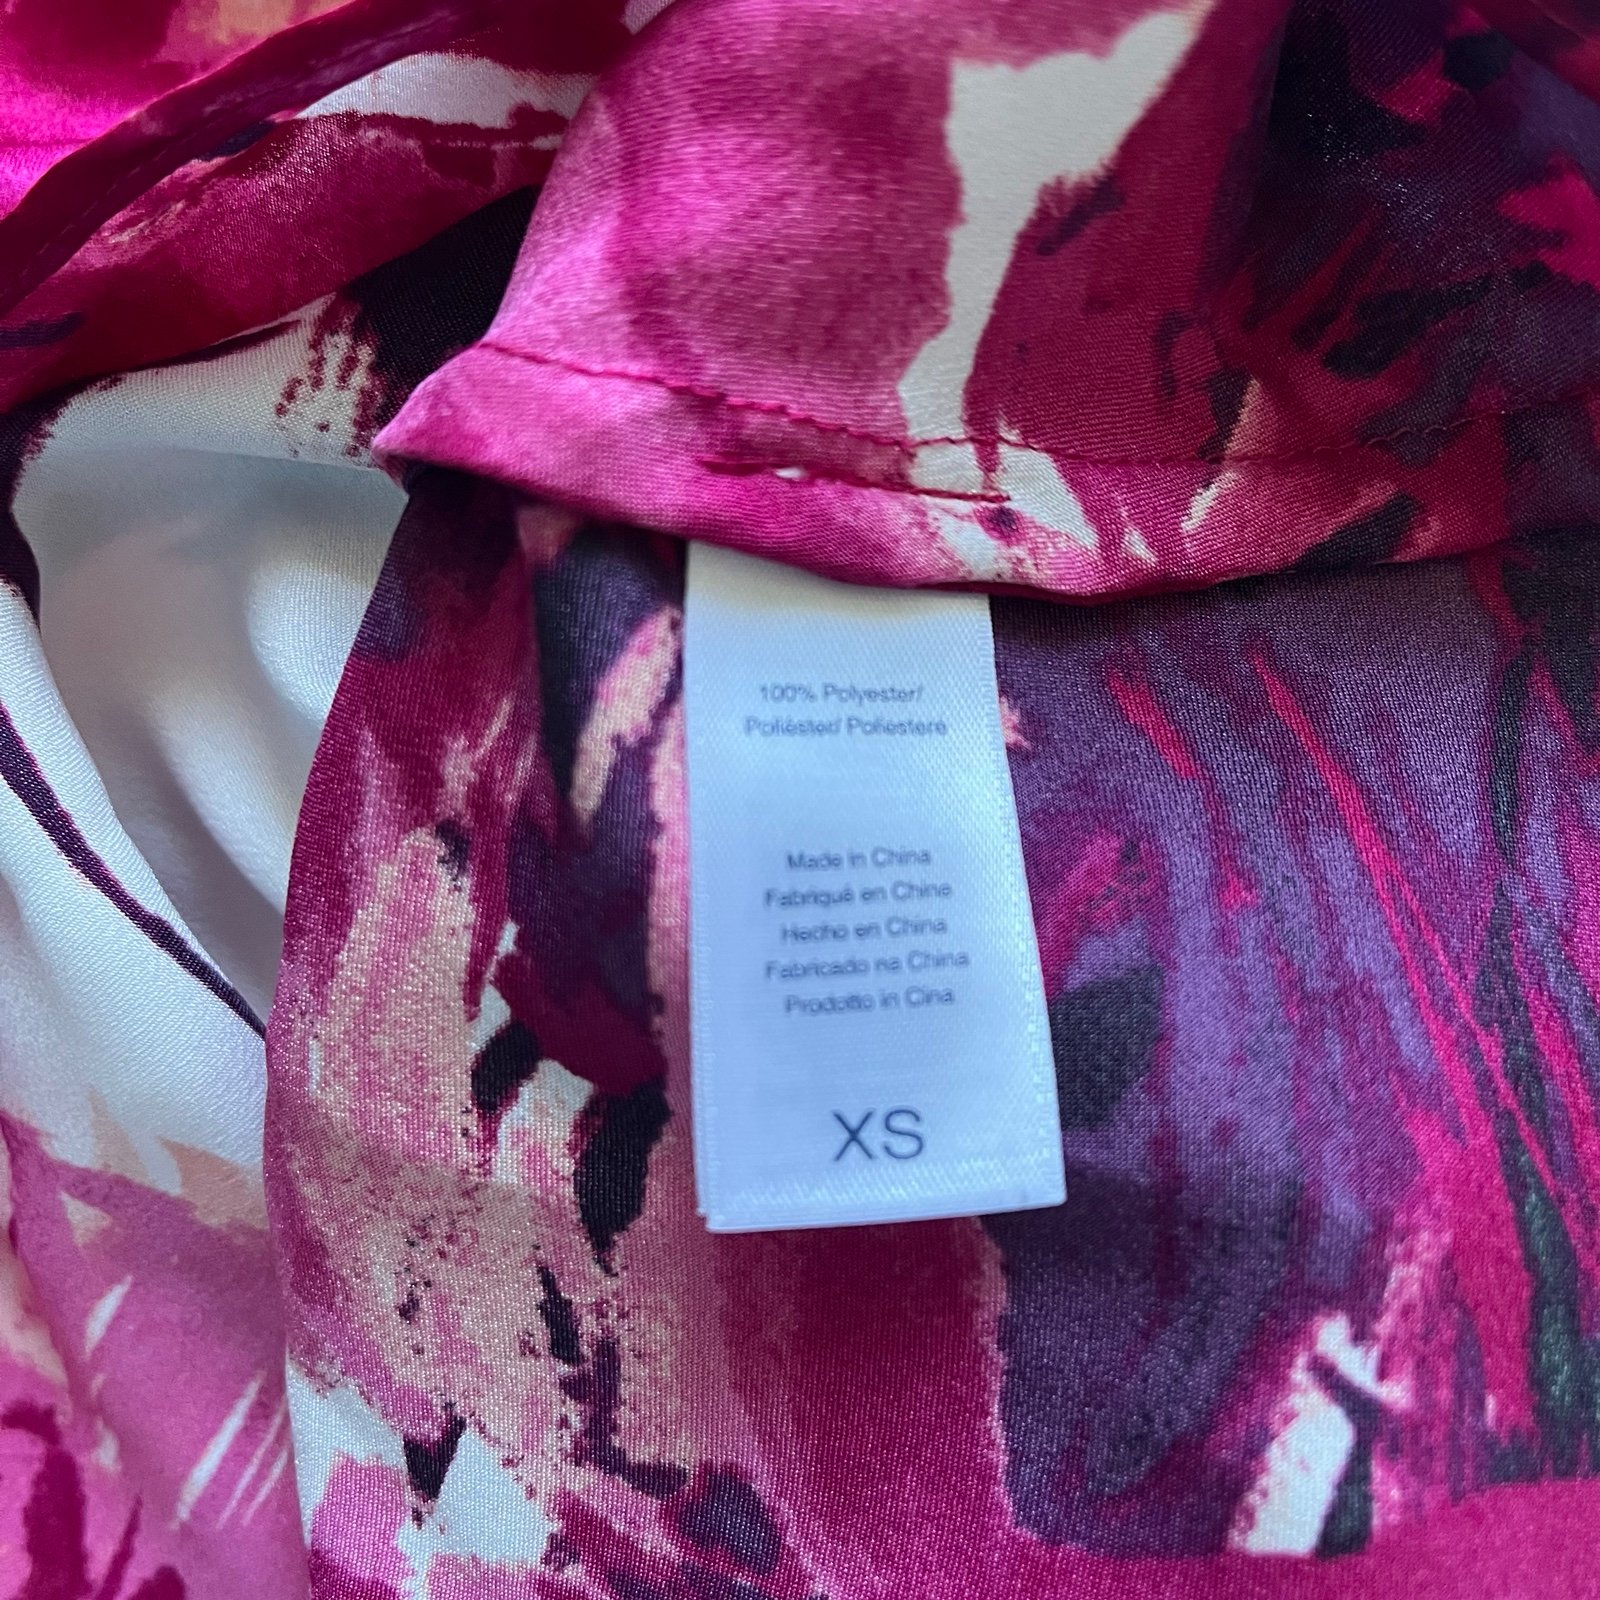 100% Polyester/
Poliéster/ Poliestere
Made in China
Fabriqué en Chine
Hecho en China
Fabricado na China
Prodotto in Cina
XS